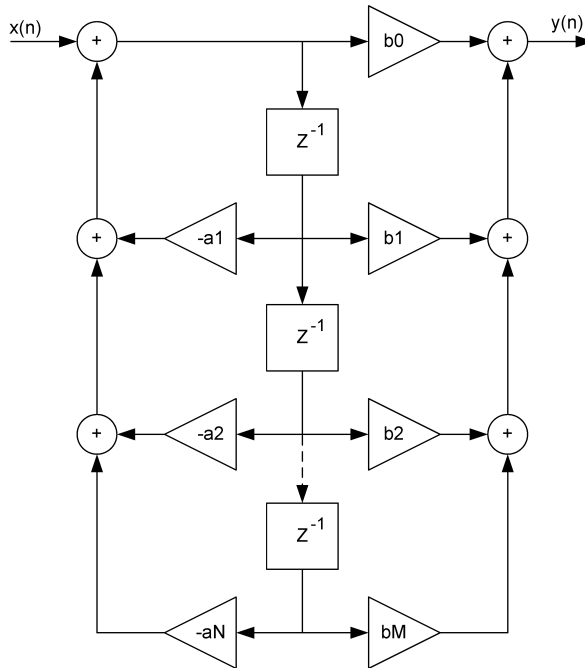 x(n) + b0 + y(n)
Z⁻¹
+ -a1 b1 +
Z⁻¹
+ -a2 b2 +
Z⁻¹
-aN bM